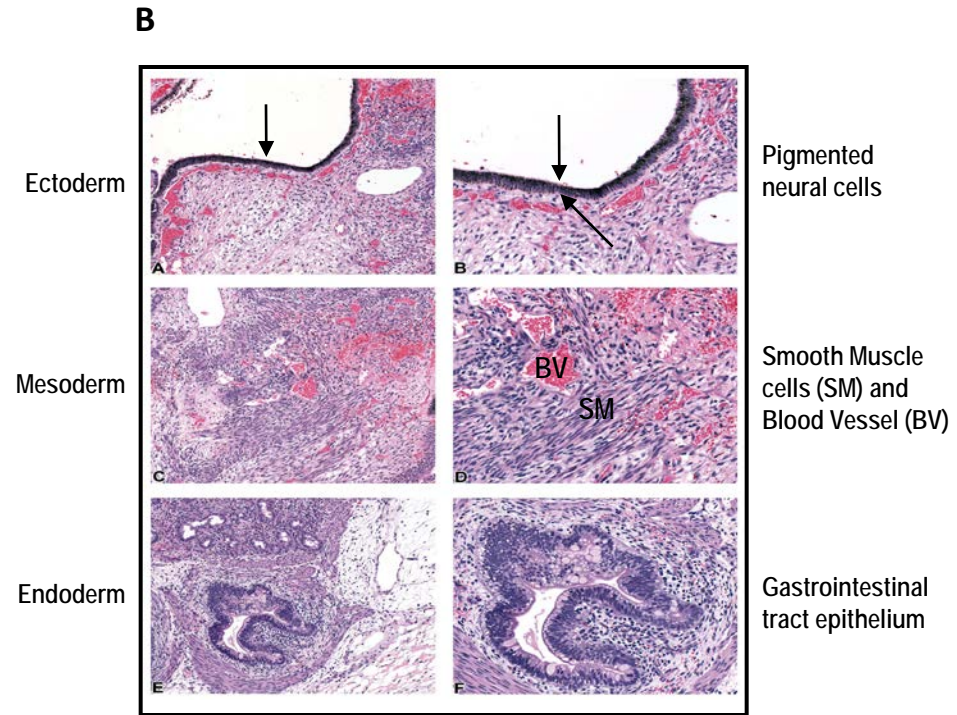 B
Ectoderm
A
B
Pigmented
neural cells
Mesoderm
C
BV
SM
D
Smooth Muscle
cells (SM) and
Blood Vessel (BV)
Endoderm
E
F
Gastrointestinal
tract epithelium